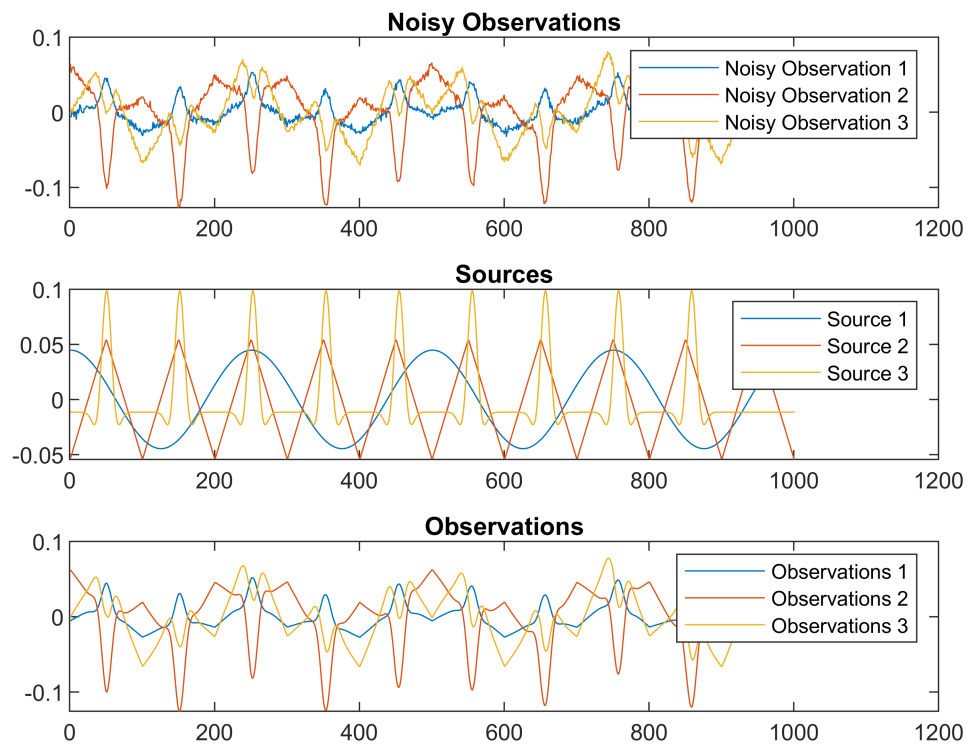 Noisy Observations
0.1
0
-0.1
Noisy Observation 1
Noisy Observation 2
Noisy Observation 3
0 200 400 600 800 1000 1200
Sources
0.1
0.05
0
-0.05
Source 1
Source 2
Source 3
0 200 400 600 800 1000 1200
Observations
0.1
0
-0.1
Observations 1
Observations 2
Observations 3
0 200 400 600 800 1000 1200